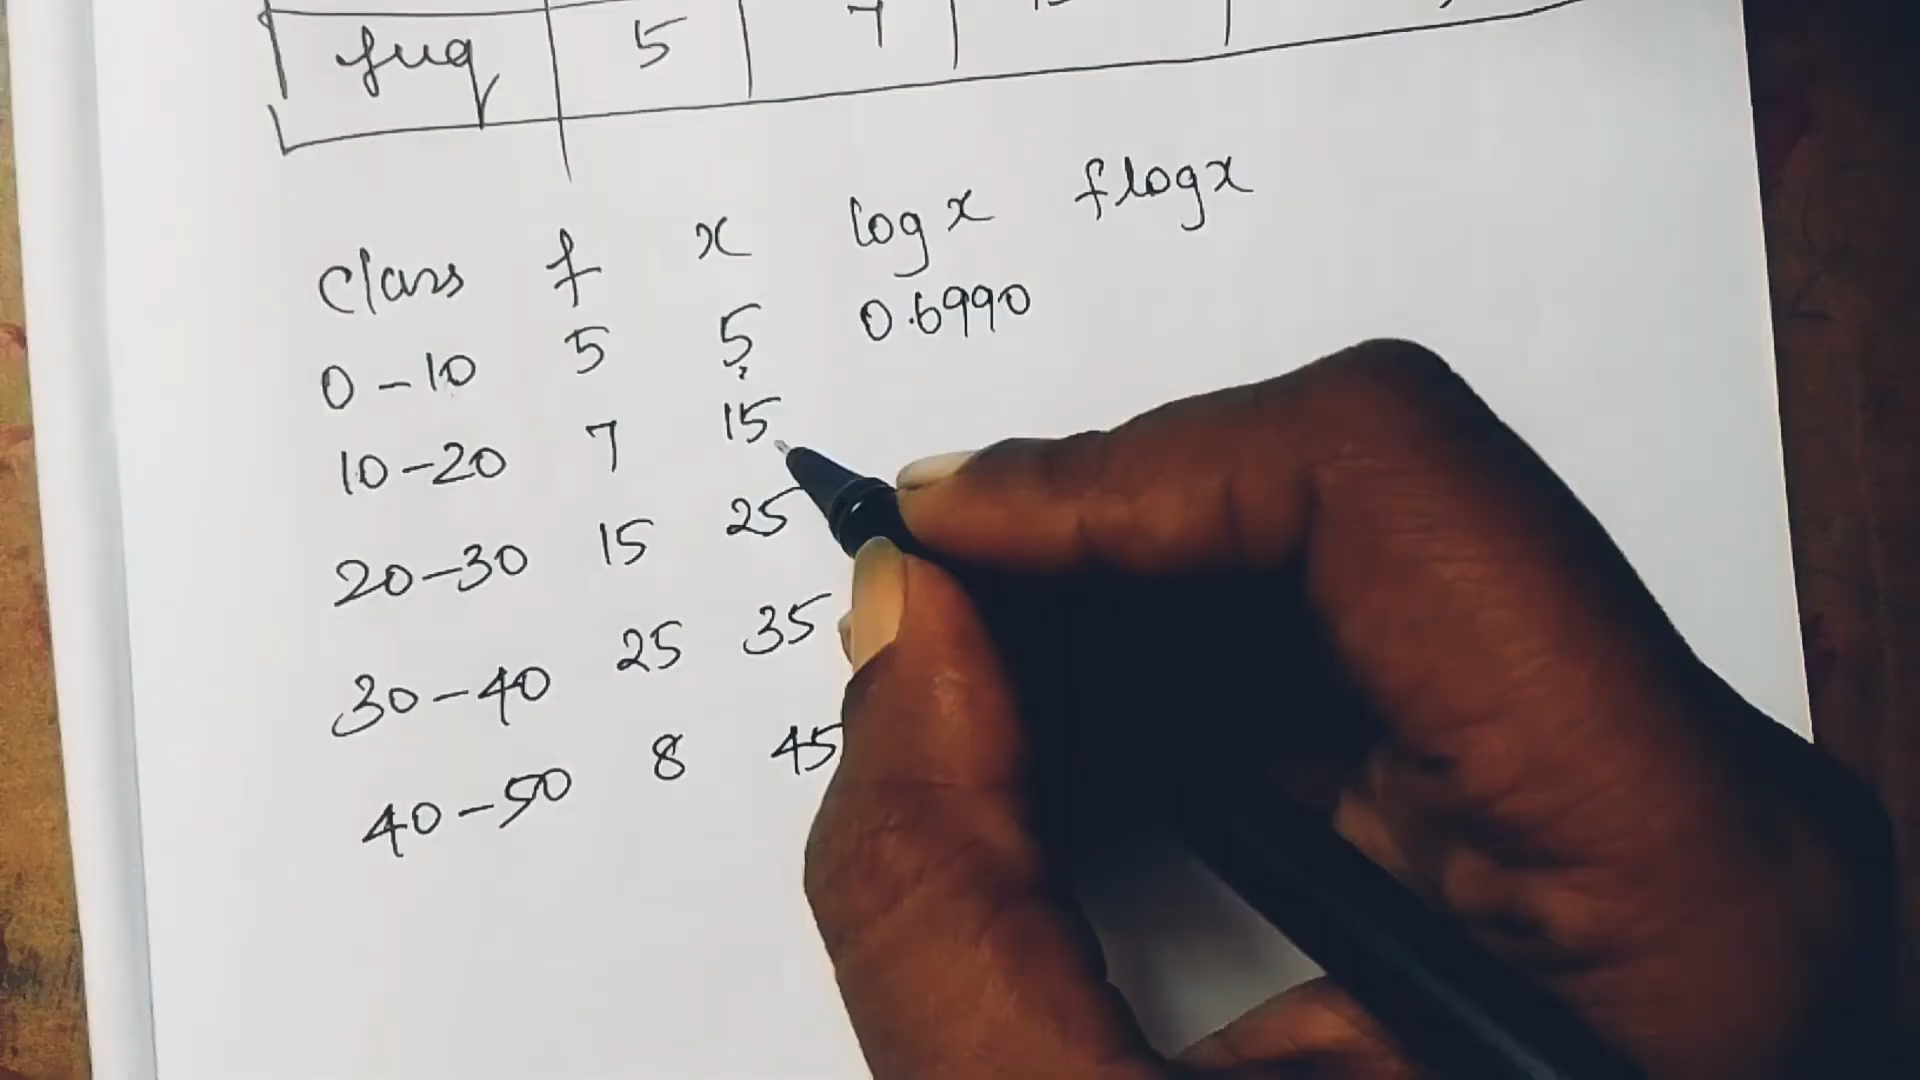 freq 5 7
Class f x log x f log x
0-10 5 5 0.6990
10-20 7 15
20-30 15 25
30-40 25 35
40-50 8 45